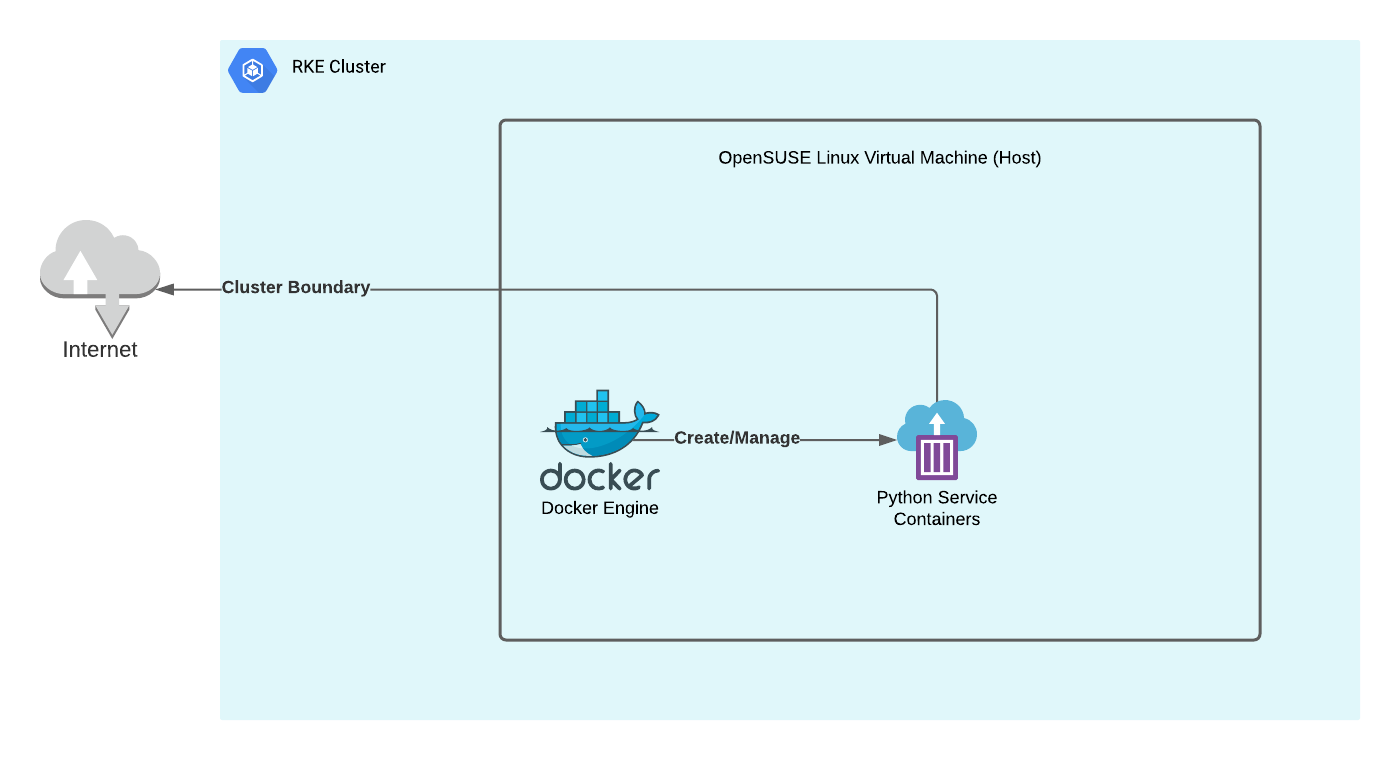 RKE Cluster
OpenSUSE Linux Virtual Machine (Host)
Cluster Boundary
Internet
docker
Docker Engine
Create/Manage
Python Service
Containers